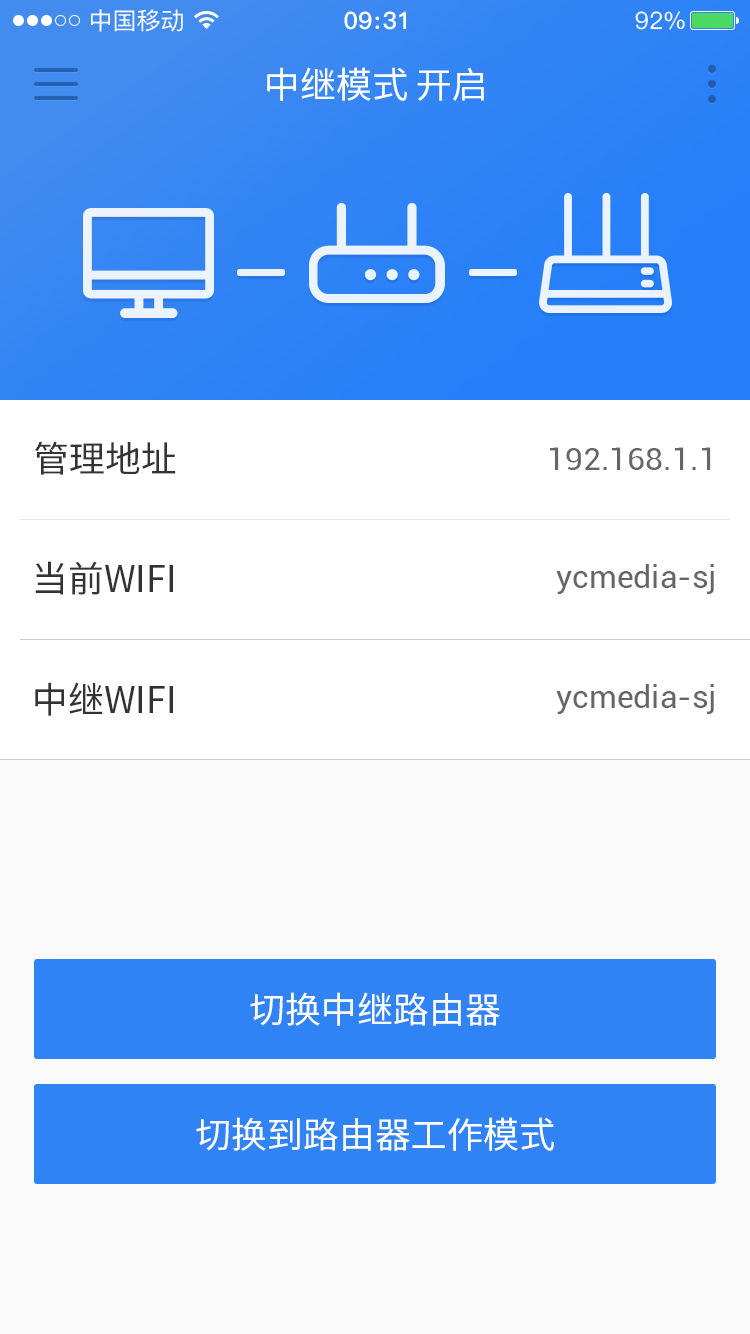 中国移动 09:31 92%
中继模式 开启
管理地址 192.168.1.1
当前WIFI ycmedia-sj
中继WIFI ycmedia-sj
切换中继路由器
切换到路由器工作模式